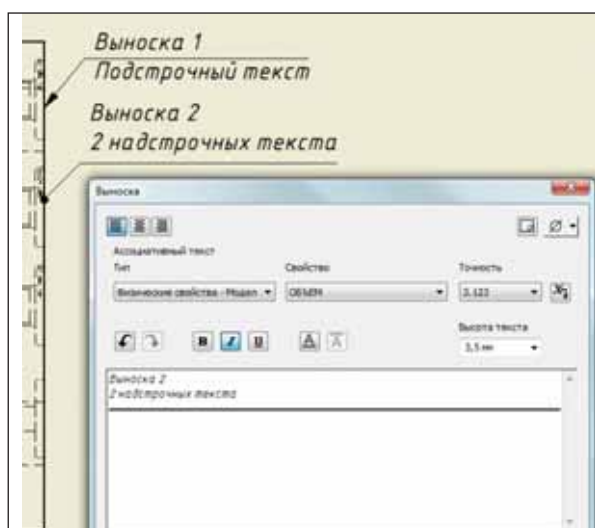 Выноска 1
Подстрочный текст
Выноска 2
2 надстрочных текста
Выноска
Ассоциативный текст
Тип Свойство Точность
Физические свойства - Модел ОБЪЕМ 3.123
Высота текста
3,5 мм
Выноска 2
2 надстрочных текста